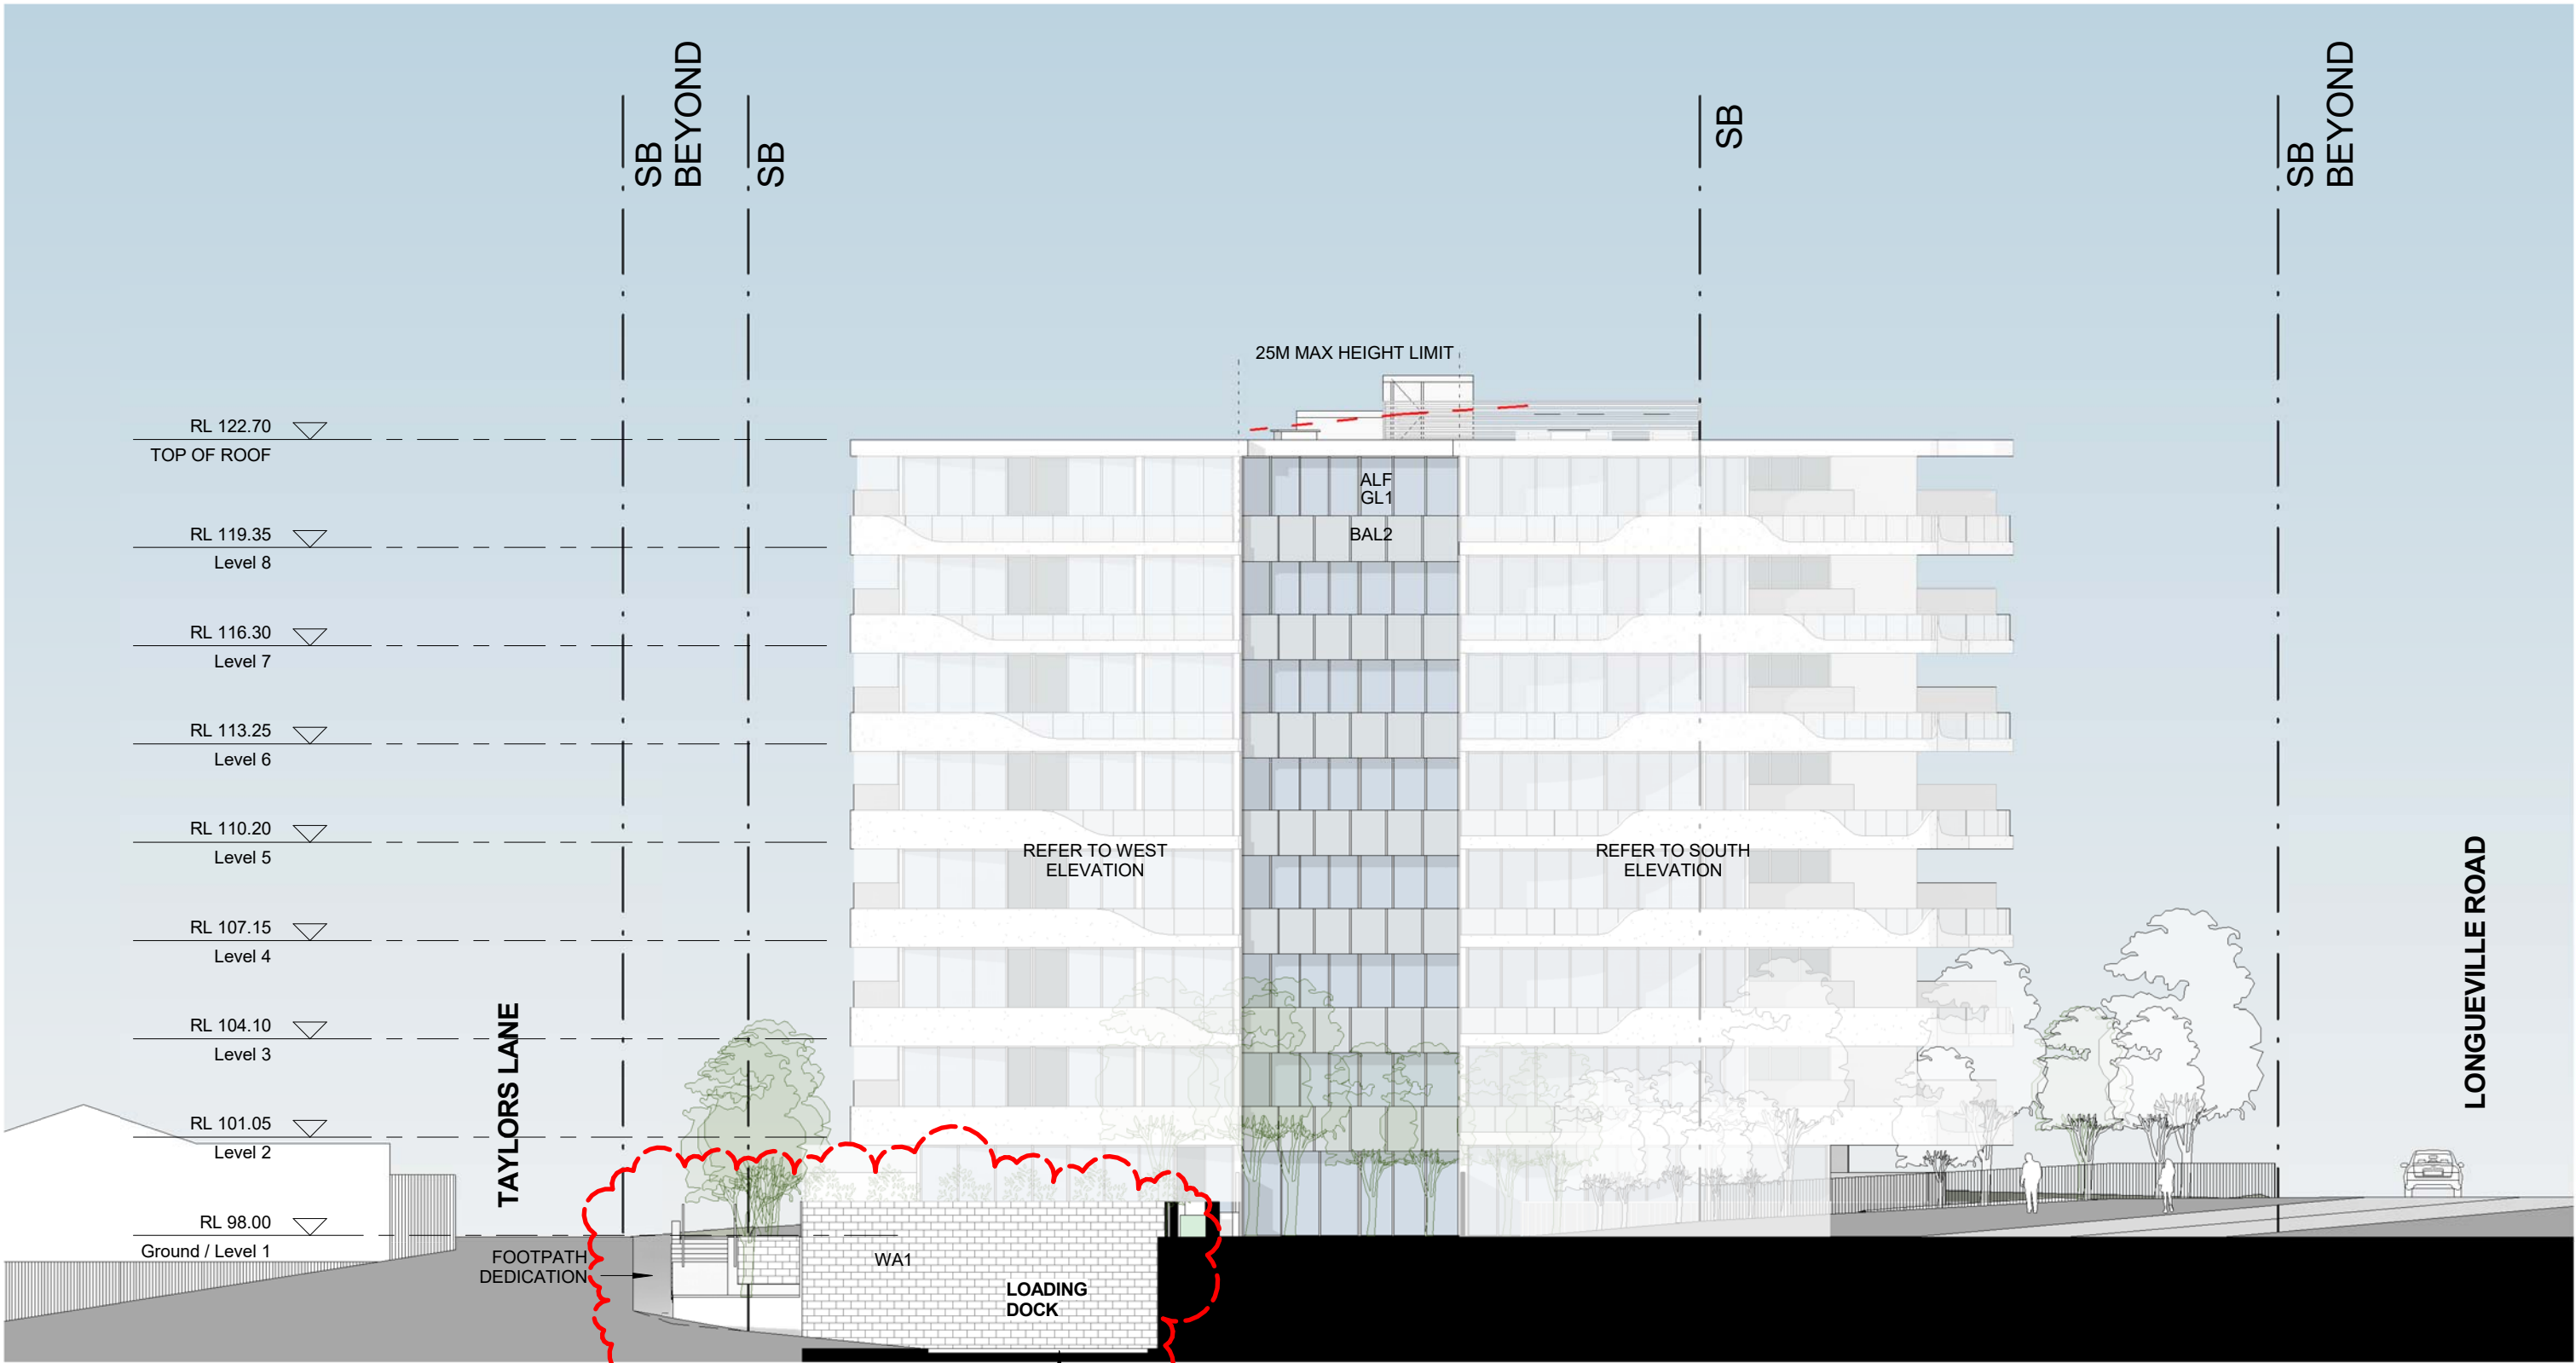 SB
BEYOND
SB
SB
SB
BEYOND
25M MAX HEIGHT LIMIT
RL 122.70
TOP OF ROOF
ALF
GL1
BAL2
RL 119.35
Level 8
RL 116.30
Level 7
RL 113.25
Level 6
RL 110.20
Level 5
REFER TO WEST
ELEVATION
REFER TO SOUTH
ELEVATION
RL 107.15
Level 4
RL 104.10
Level 3
TAYLORS LANE
LONGUEVILLE ROAD
RL 101.05
Level 2
RL 98.00
Ground / Level 1
FOOTPATH
DEDICATION
WA1
LOADING
DOCK